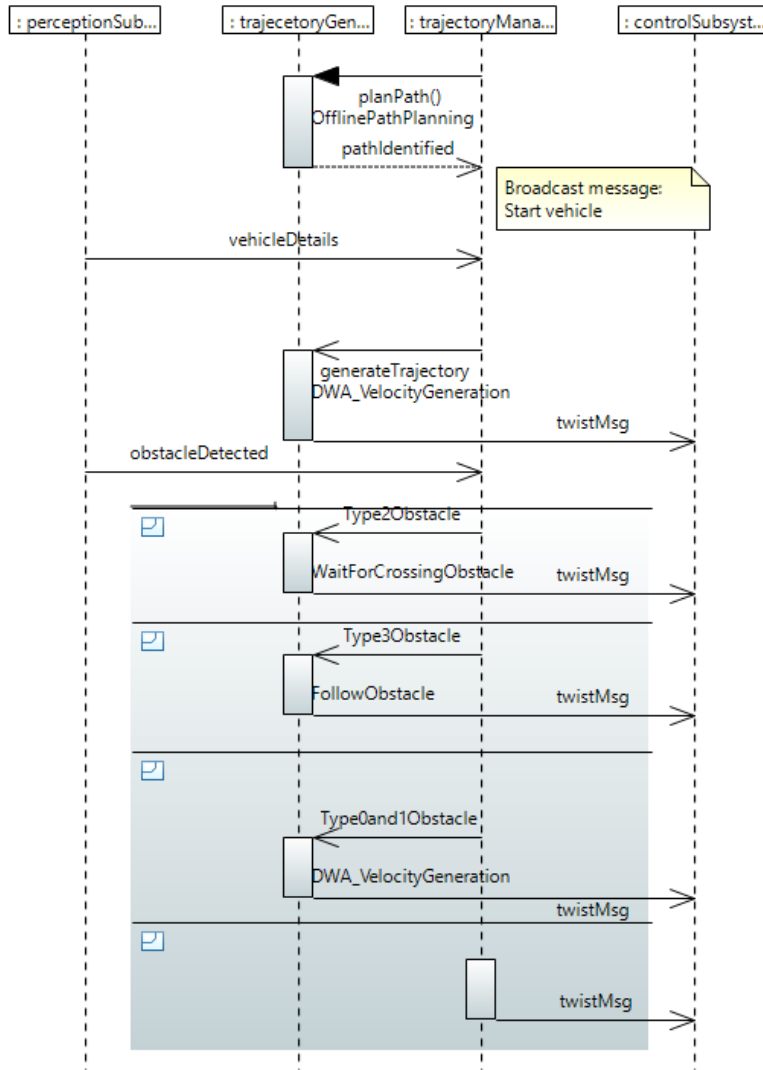 : perceptionSub...
: trajecetoryGen...
: trajectoryMana...
: controlSubsyst...
planPath()
OfflinePathPlanning
pathIdentified
Broadcast message:
Start vehicle
vehicleDetails
generateTrajectory
DWA_VelocityGeneration
twistMsg
obstacleDetected
Type2Obstacle
WaitForCrossingObstacle
twistMsg
Type3Obstacle
FollowObstacle
twistMsg
Type0and1Obstacle
DWA_VelocityGeneration
twistMsg
twistMsg